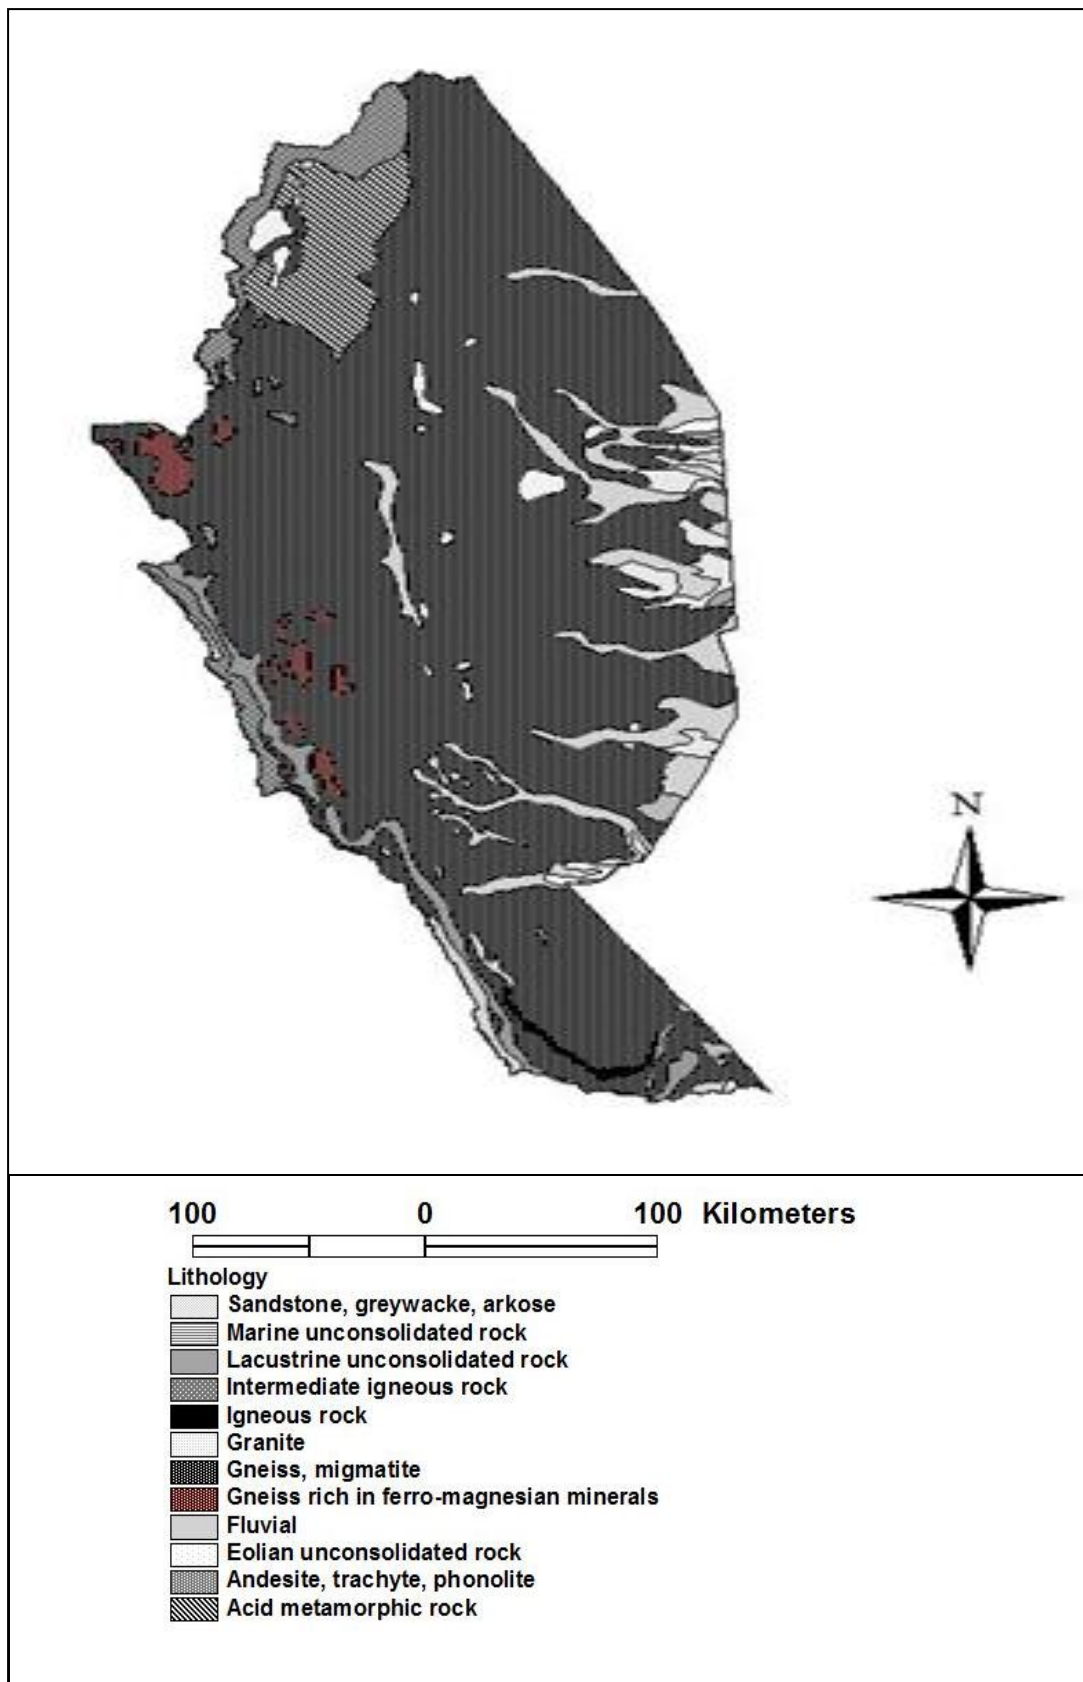 N
100 0 100 Kilometers
Lithology
Sandstone, greywacke, arkose
Marine unconsolidated rock
Lacustrine unconsolidated rock
Intermediate igneous rock
Igneous rock
Granite
Gneiss, migmatite
Gneiss rich in ferro-magnesian minerals
Fluvial
Eolian unconsolidated rock
Andesite, trachyte, phonolite
Acid metamorphic rock